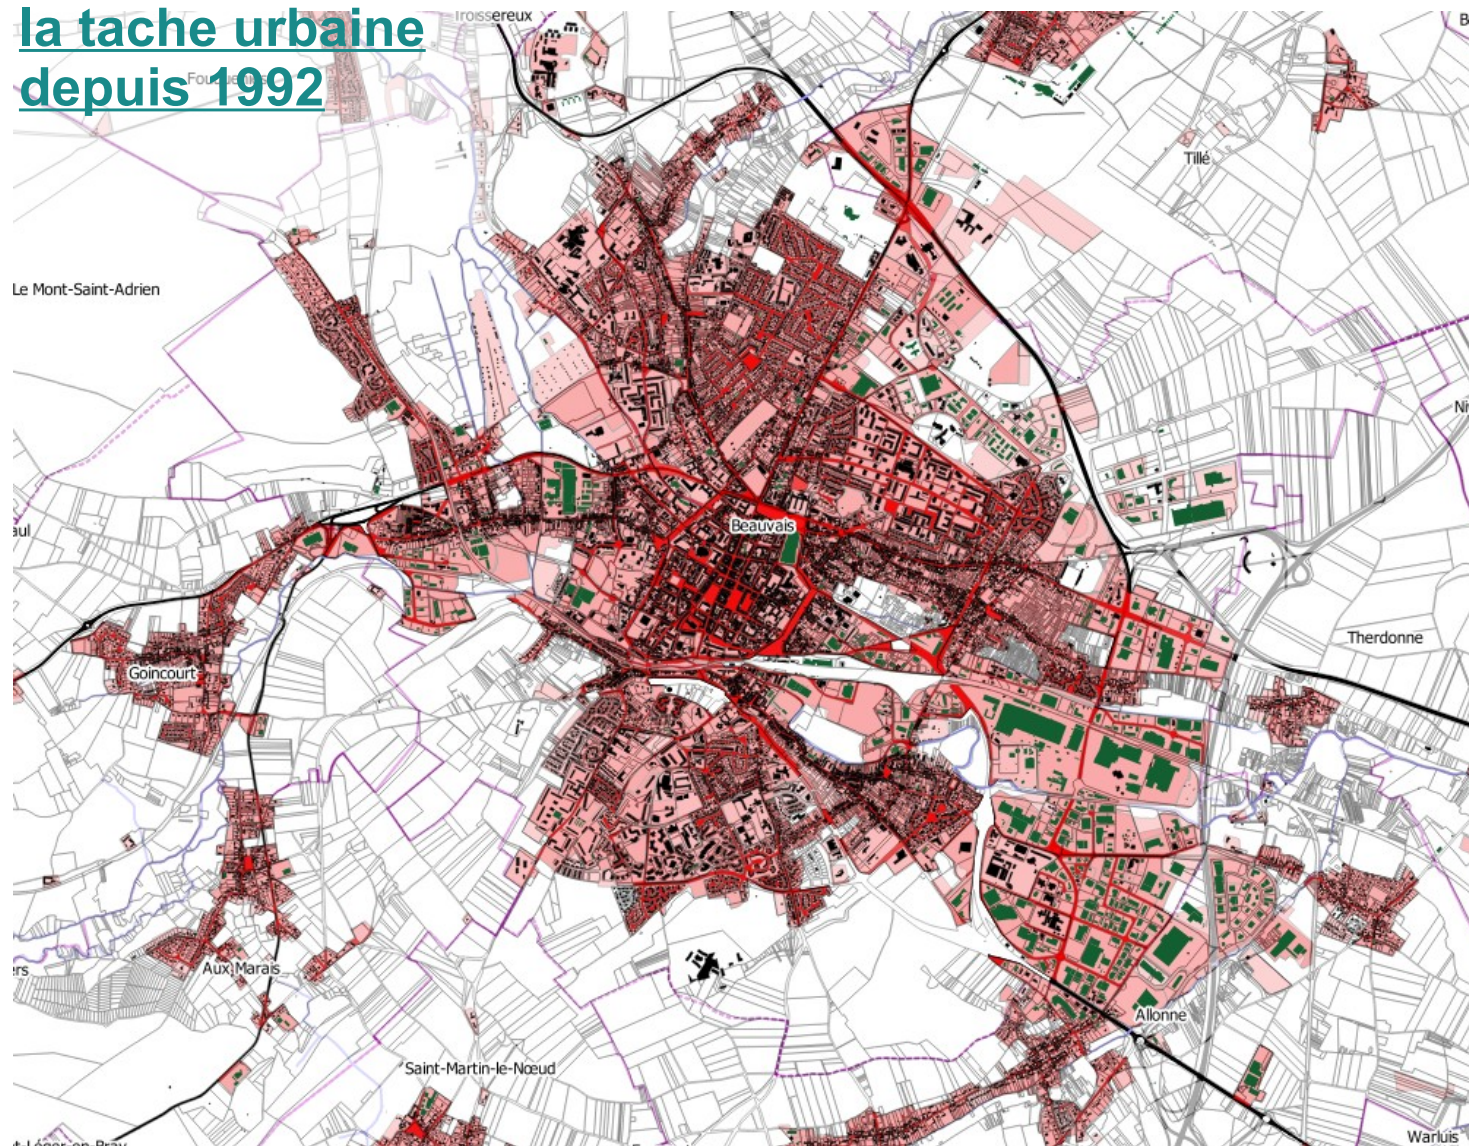 la tache urbaine
depuis 1992
Troissereux
Tillé
Le Mont-Saint-Adrien
Beauvais
Therdonne
Goincourt
Aux Marais
Allonne
Saint-Martin-le-Nœud
Warluis